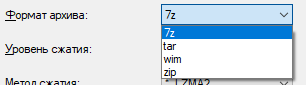 Формат архива: 7z
7z
tar
Уровень сжатия: wim
zip
Метод сжатия: * LZMA2